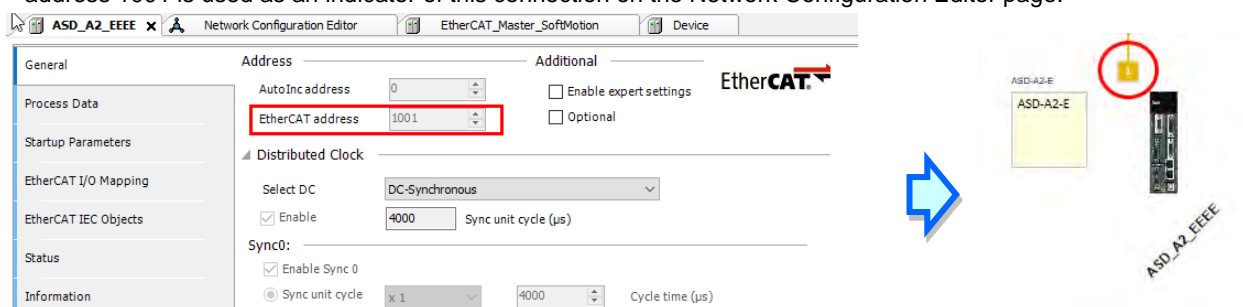 address 1001 is used as an indicator of this connection on the Network Configuration Editor page.
ASD_A2_EEEE X Network Configuration Editor EtherCAT_Master_SoftMotion Device
General
Process Data
Startup Parameters
EtherCAT I/O Mapping
EtherCAT IEC Objects
Status
Information
Address
AutoInc address 0
EtherCAT address 1001
Additional
Enable expert settings
Optional
EtherCAT.
Distributed Clock
Select DC DC-Synchronous
Enable 4000 Sync unit cycle (µs)
Sync0:
Enable Sync 0
Sync unit cycle x 1 4000 Cycle time (µs)
ASD-A2-E
ASD-A2-E
1
ASD_A2_EEEE